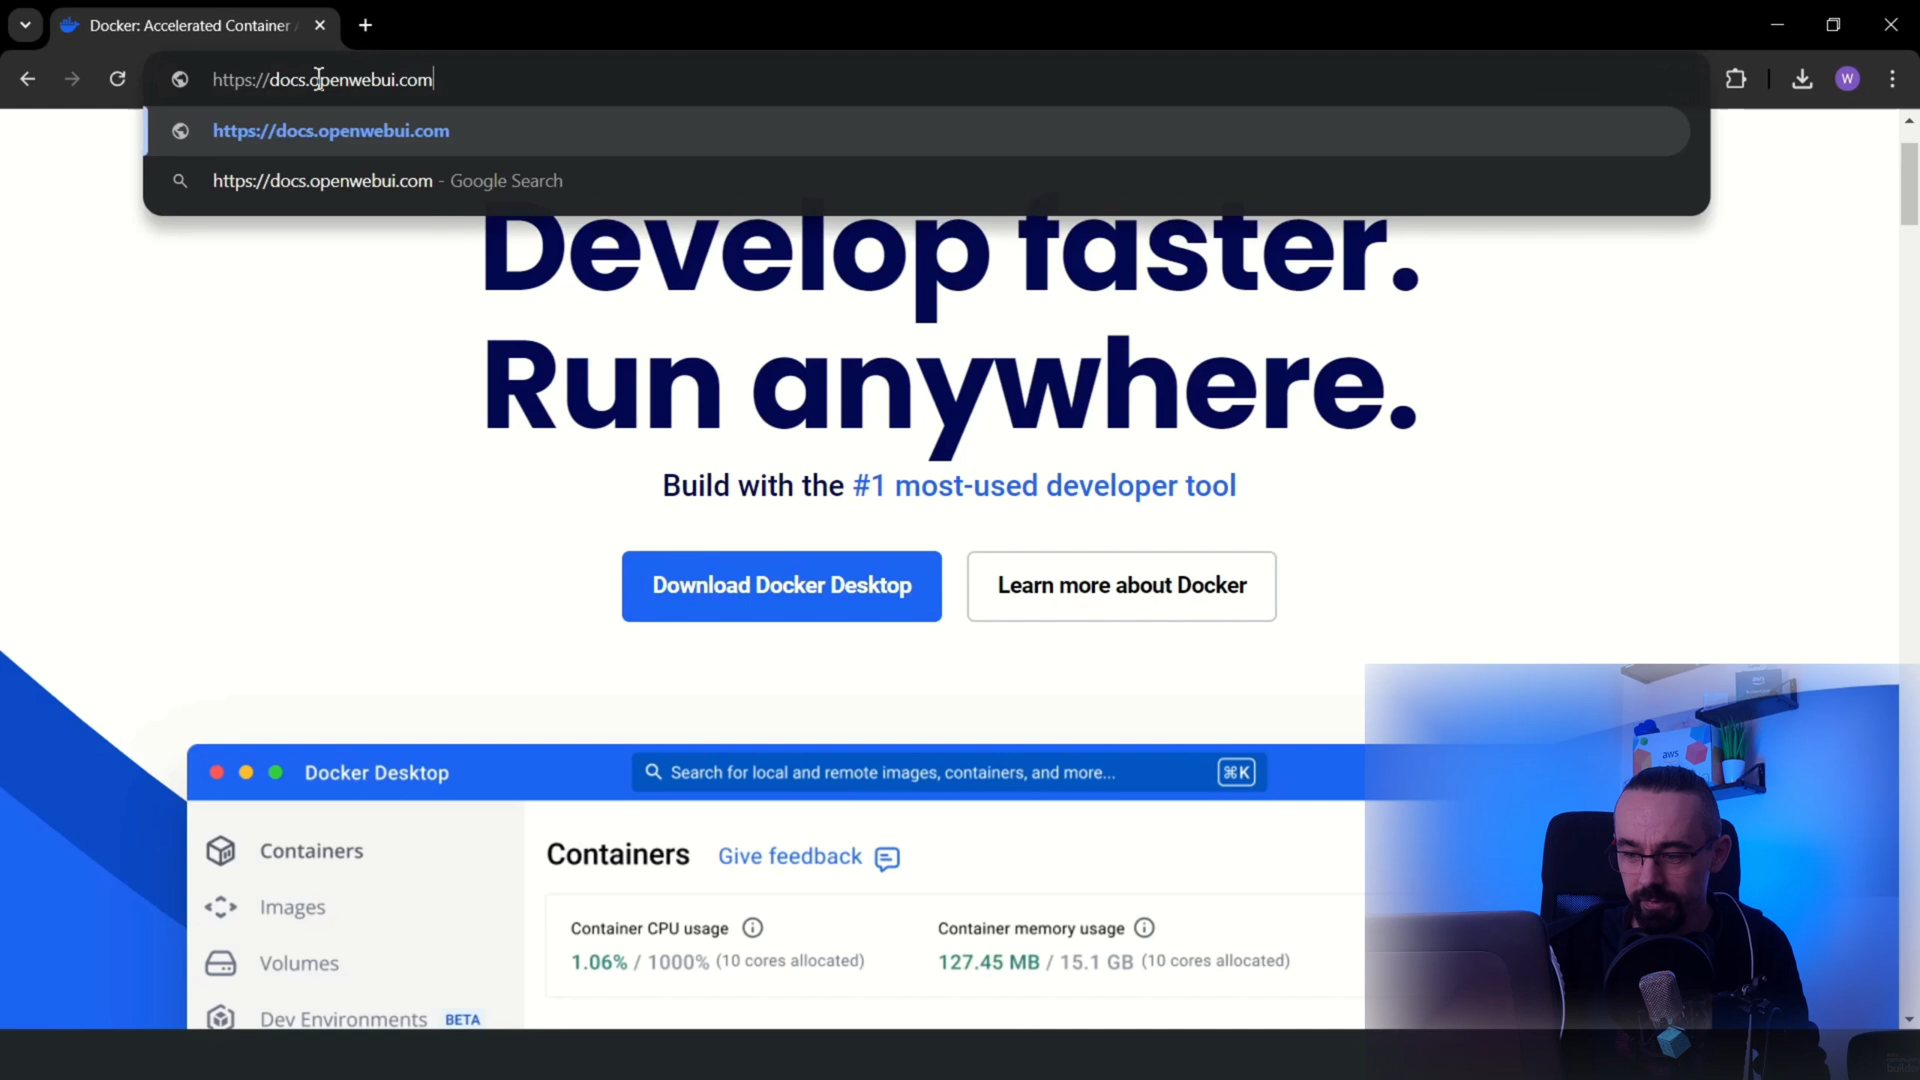 Docker: Accelerated Container
https://docs.openwebui.com
W
https://docs.openwebui.com
https://docs.openwebui.com - Google Search
Develop faster.
Run anywhere.
Build with the #1 most-used developer tool
Download Docker Desktop
Learn more about Docker
Docker Desktop
Search for local and remote images, containers, and more...
⌘K
Containers
Images
Volumes
Dev Environments BETA
Containers
Give feedback
Container CPU usage
1.06% / 1000% (10 cores allocated)
Container memory usage
127.45 MB / 15.1 GB (10 cores allocated)
aws
aws